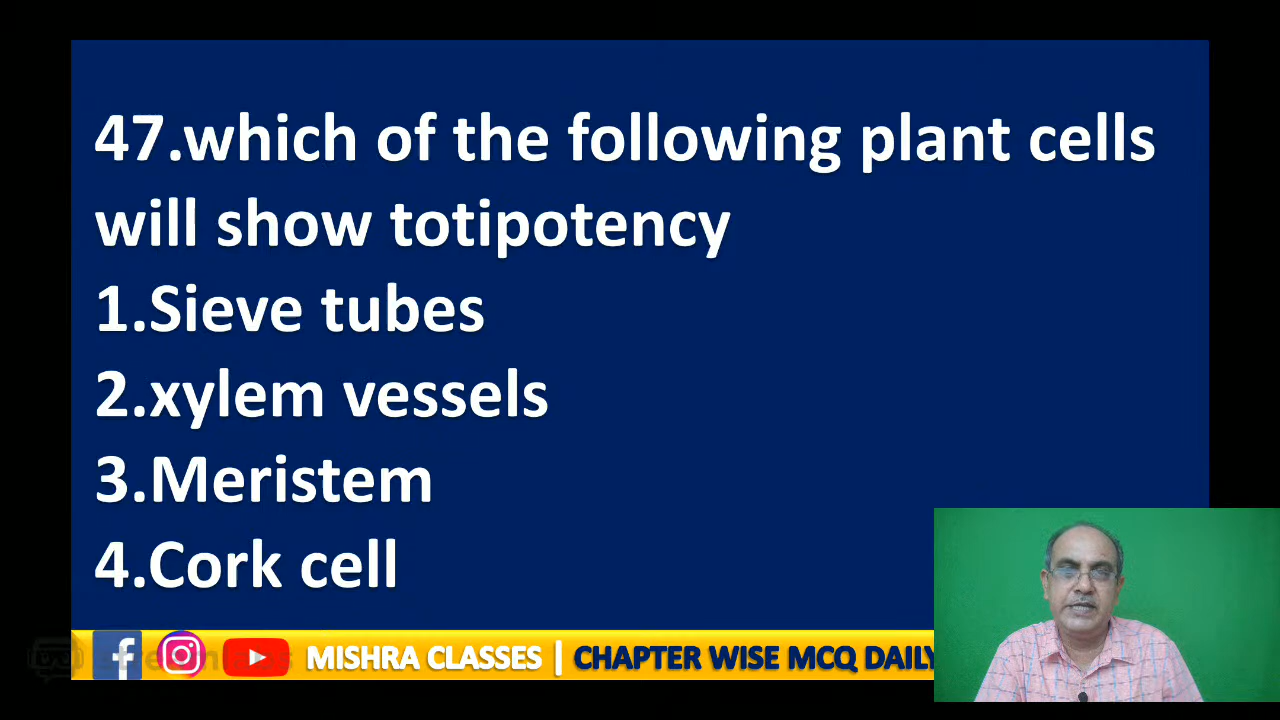 47.which of the following plant cells
will show totipotency
1.Sieve tubes
2.xylem vessels
3.Meristem
4.Cork cell
MISHRA CLASSES | CHAPTER WISE MCQ DAILY